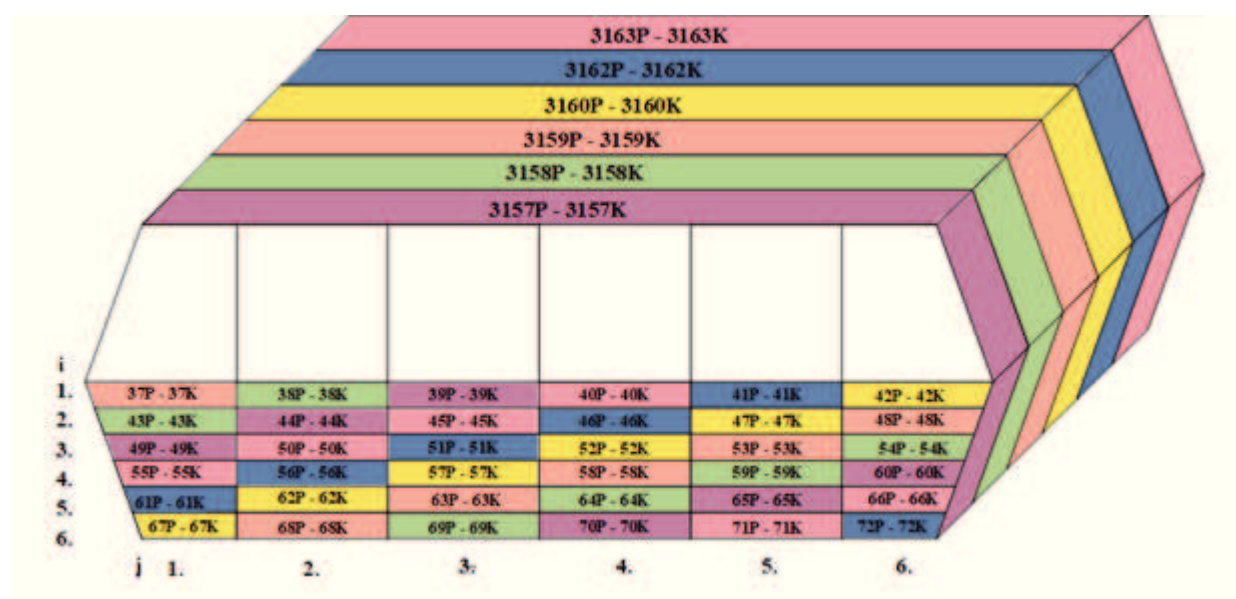 3163P - 3163K
3162P - 3162K
3160P - 3160K
3159P - 3159K
3158P - 3158K
3157P - 3157K
i
1. 37P - 37K 38P - 38K 39P - 39K 40P - 40K 41P - 41K 42P - 42K
2. 43P - 43K 44P - 44K 45P - 45K 46P - 46K 47P - 47K 48P - 48K
3. 49P - 49K 50P - 50K 51P - 51K 52P - 52K 53P - 53K 54P - 54K
4. 55P - 55K 56P - 56K 57P - 57K 58P - 58K 59P - 59K 60P - 60K
5. 61P - 61K 62P - 62K 63P - 63K 64P - 64K 65P - 65K 66P - 66K
6. 67P - 67K 68P - 68K 69P - 69K 70P - 70K 71P - 71K 72P - 72K
j 1. 2. 3. 4. 5. 6.